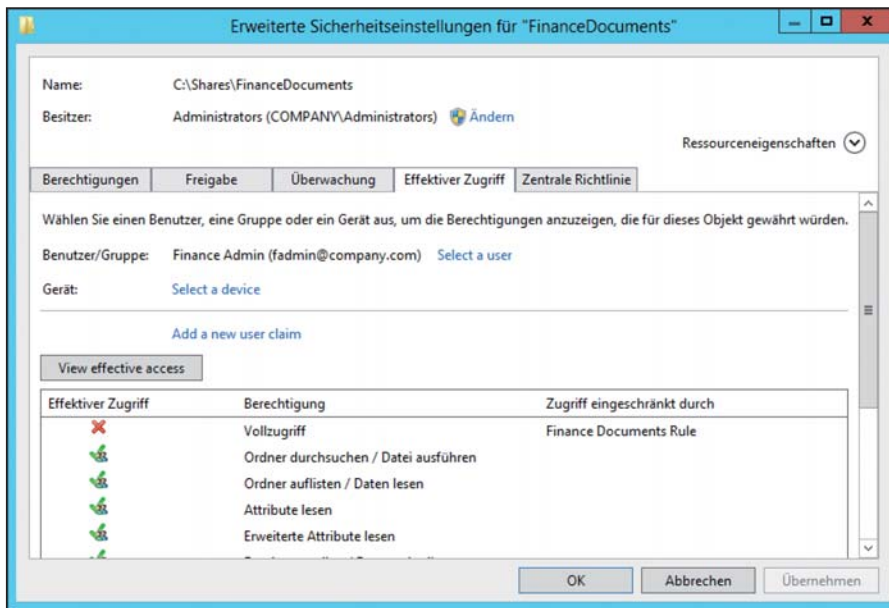 Erweiterte Sicherheitseinstellungen für "FinanceDocuments"
Name: C:\Shares\FinanceDocuments
Besitzer: Administrators (COMPANY\Administrators) Ändern
Ressourceneigenschaften
Berechtigungen Freigabe Überwachung Effektiver Zugriff Zentrale Richtlinie
Wählen Sie einen Benutzer, eine Gruppe oder ein Gerät aus, um die Berechtigungen anzuzeigen, die für dieses Objekt gewährt würden.
Benutzer/Gruppe: Finance Admin (fadmin@company.com) Select a user
Gerät: Select a device
Add a new user claim
View effective access
Effektiver Zugriff Berechtigung Zugriff eingeschränkt durch
Vollzugriff Finance Documents Rule
Ordner durchsuchen / Datei ausführen
Ordner auflisten / Daten lesen
Attribute lesen
Erweiterte Attribute lesen
OK Abbrechen Übernehmen